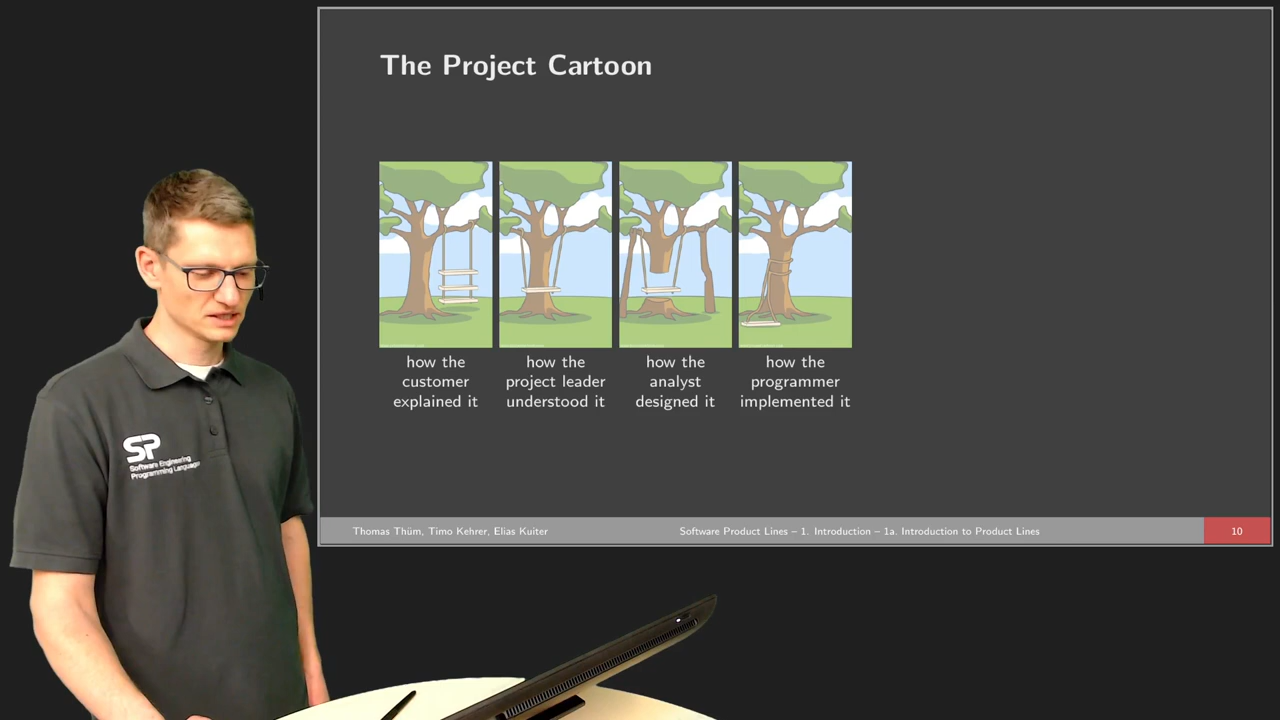 The Project Cartoon
how the
customer
explained it
how the
project leader
understood it
how the
analyst
designed it
how the
programmer
implemented it
SP
Software Engineering
Programming Languages
Thomas Thüm, Timo Kehrer, Elias Kuiter
Software Product Lines – 1. Introduction – 1a. Introduction to Product Lines
10